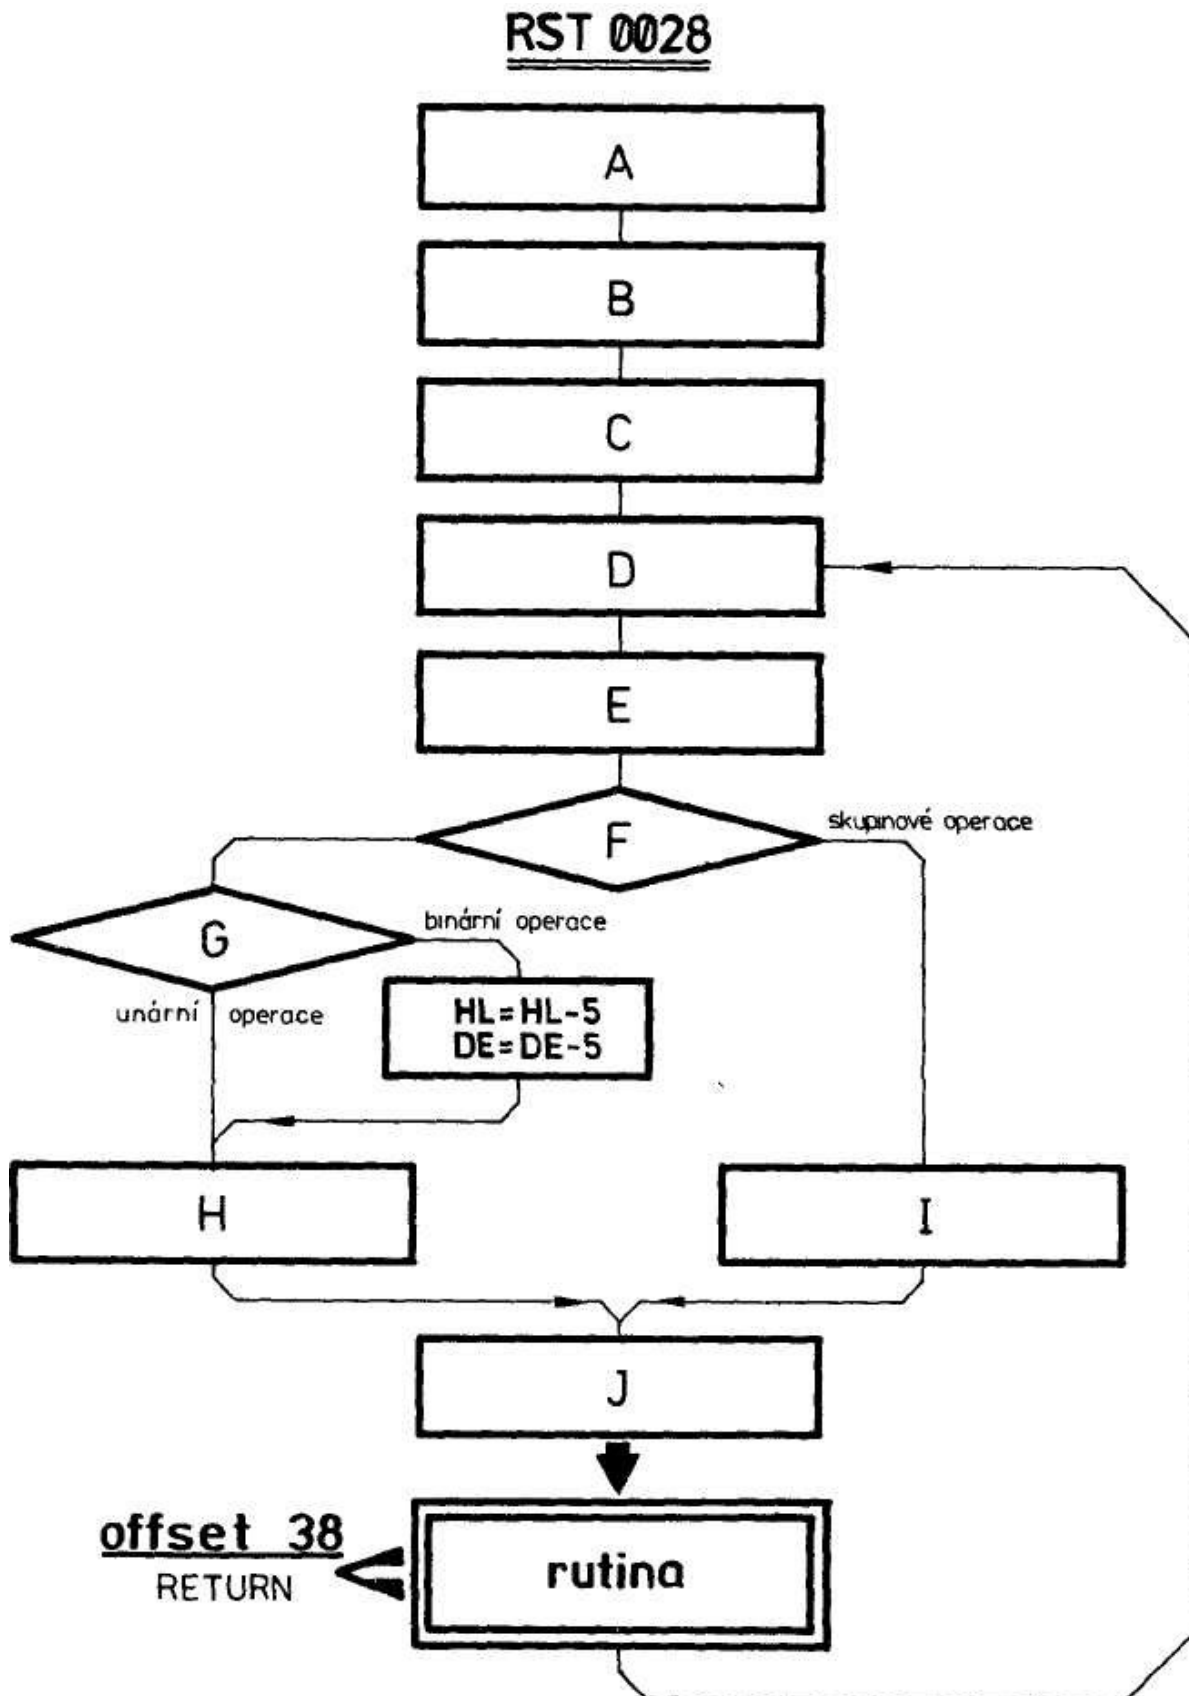 RST 0028
A
B
C
D
E
F
skupinové operace
G
binární operace
unární operace
HL=HL-5
DE=DE-5
H
I
J
offset 38
RETURN
rutina